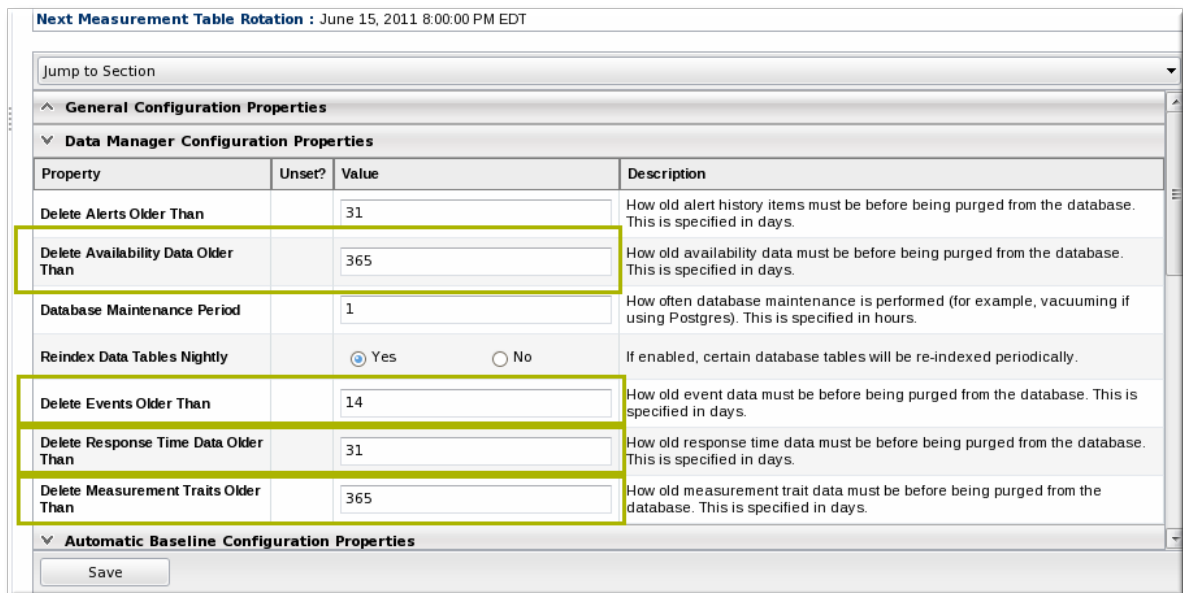 Next Measurement Table Rotation : June 15, 2011 8:00:00 PM EDT
Jump to Section
General Configuration Properties
Data Manager Configuration Properties
Property Unset? Value Description
Delete Alerts Older Than 31 How old alert history items must be before being purged from the database.
This is specified in days.
Delete Availability Data Older
Than 365 How old availability data must be before being purged from the database.
This is specified in days.
Database Maintenance Period 1 How often database maintenance is performed (for example, vacuuming if
using Postgres). This is specified in hours.
Reindex Data Tables Nightly Yes No If enabled, certain database tables will be re-indexed periodically.
Delete Events Older Than 14 How old event data must be before being purged from the database. This is
specified in days.
Delete Response Time Data Older
Than 31 How old response time data must be before being purged from the database.
This is specified in days.
Delete Measurement Traits Older
Than 365 How old measurement trait data must be before being purged from the
database. This is specified in days.
Automatic Baseline Configuration Properties
Save